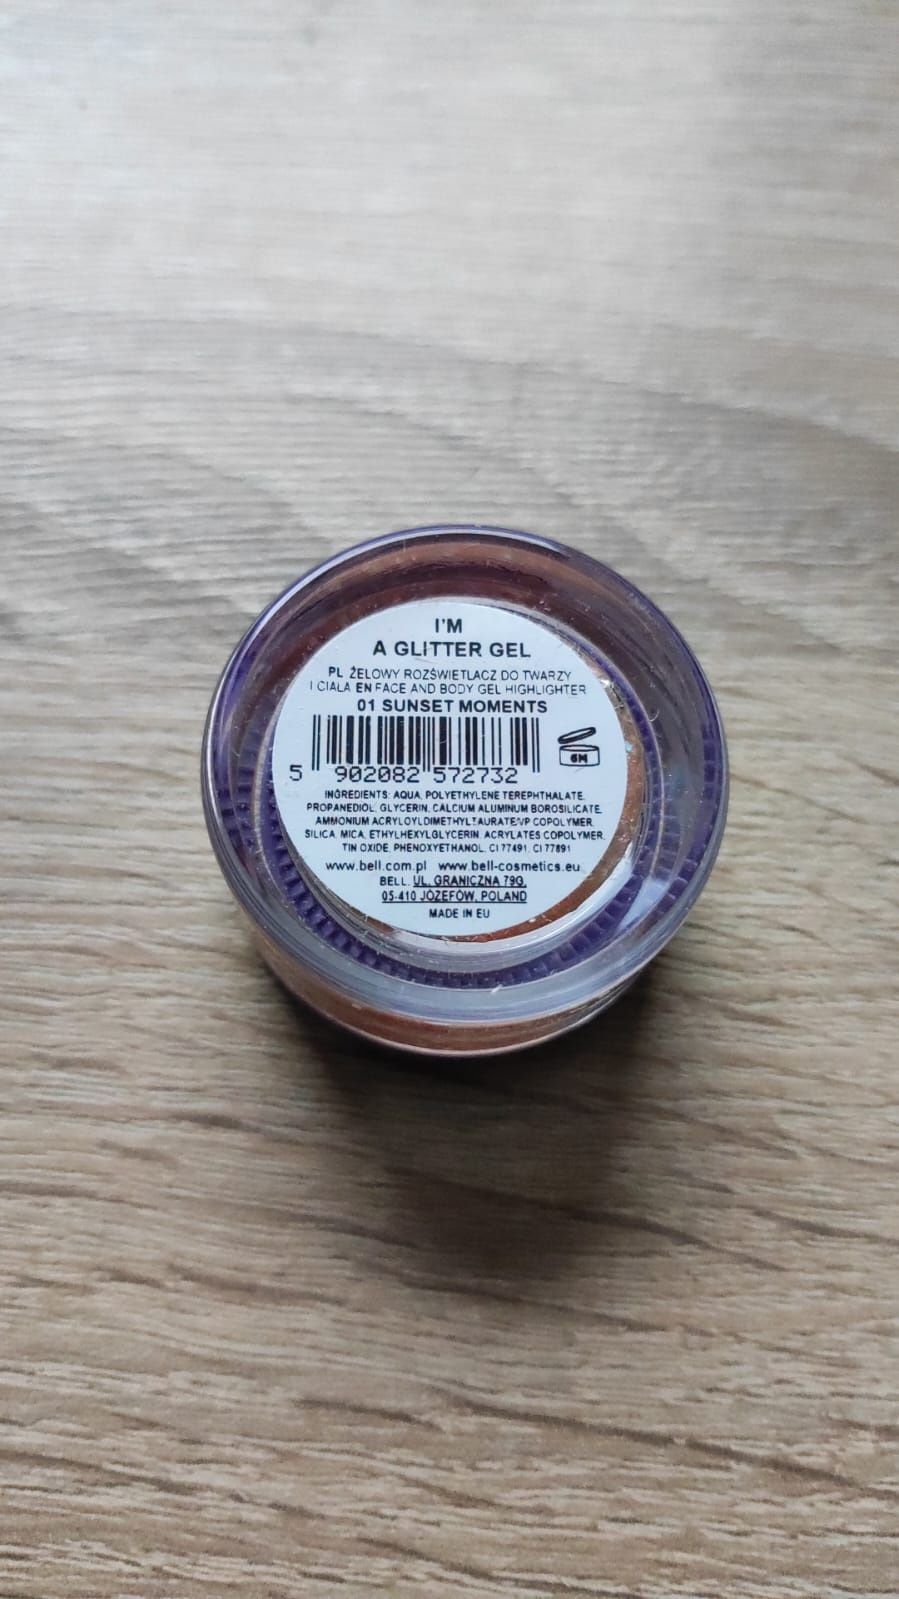 I'M
A GLITTER GEL
PL ŻELOWY ROZŚWIETLACZ DO TWARZY
I CIAŁA EN FACE AND BODY GEL HIGHLIGHTER
01 SUNSET MOMENTS
5 902082 572732
6M
INGREDIENTS: AQUA, POLYETHYLENE TEREPHTHALATE,
PROPANEDIOL, GLYCERIN, CALCIUM ALUMINUM BOROSILICATE,
AMMONIUM ACRYLOYLDIMETHYLTAURATE/VP COPOLYMER,
SILICA, MICA, ETHYLHEXYLGLYCERIN, ACRYLATES COPOLYMER,
TIN OXIDE, PHENOXYETHANOL, CI 77491, CI 77891
www.bell.com.pl www.bell-cosmetics.eu
BELL, UL. GRANICZNA 79G,
05-410 JÓZEFÓW, POLAND
MADE IN EU